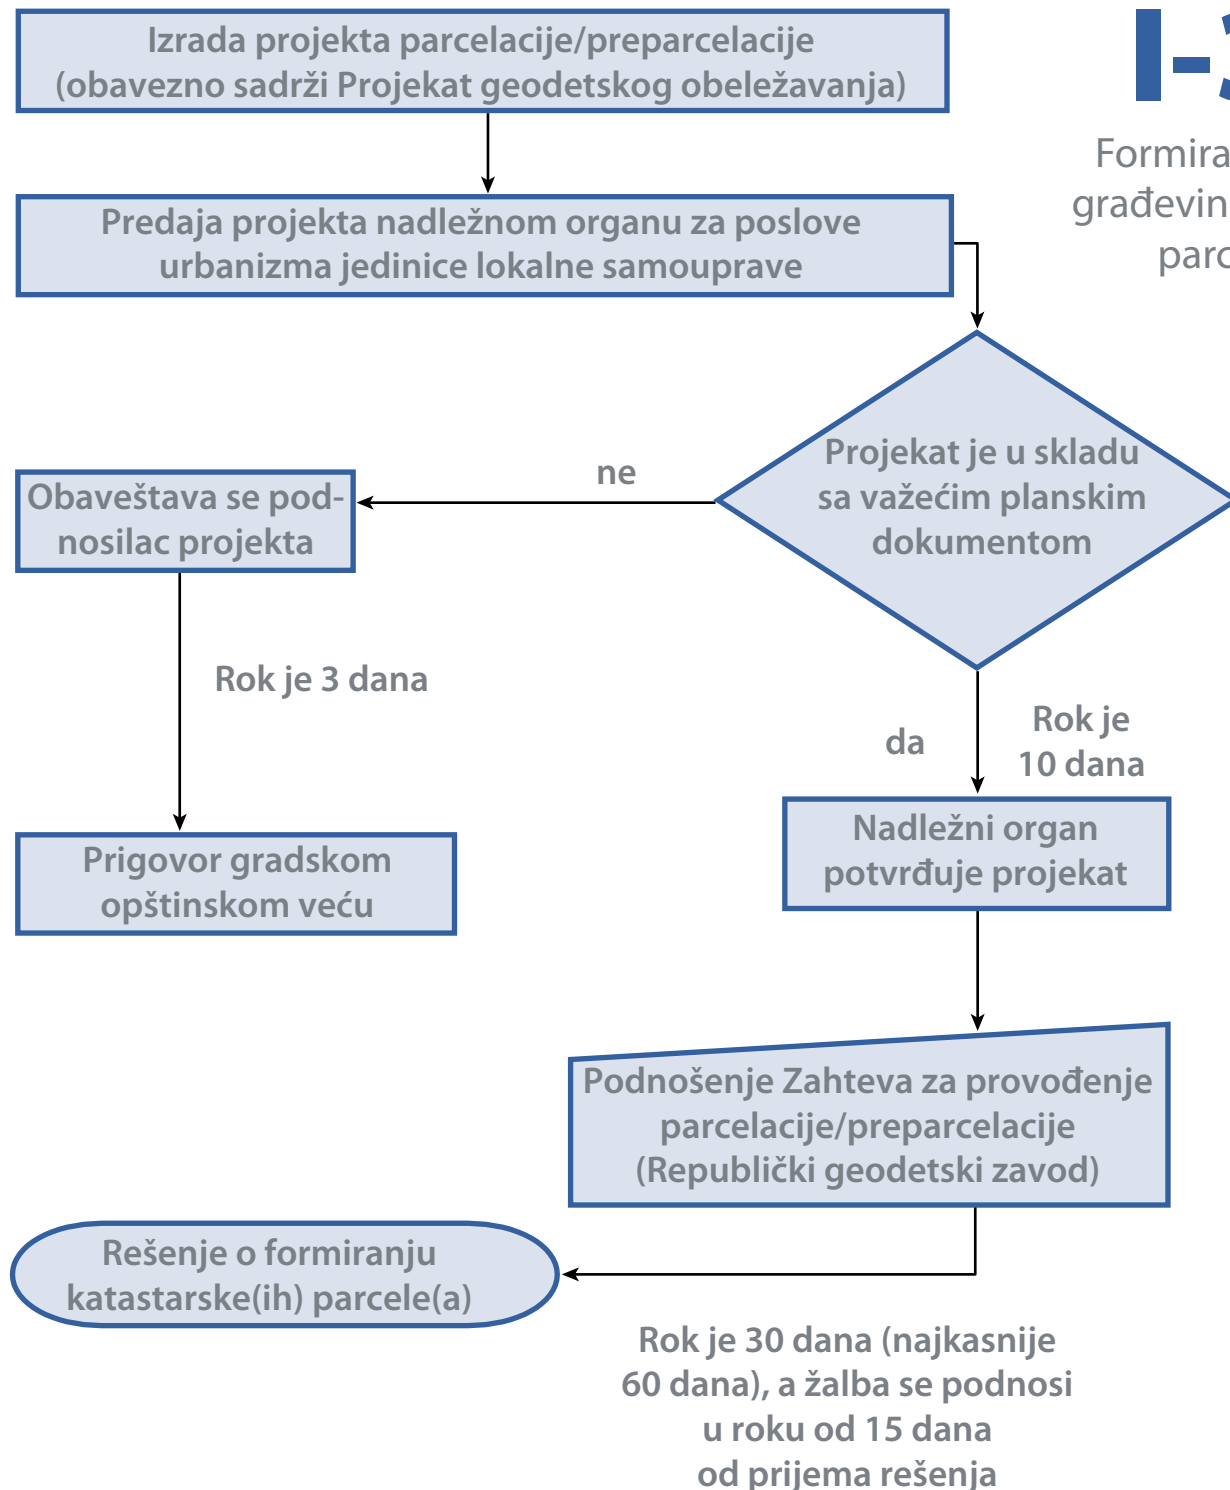 Izrada projekta parcelacije/preparcelacije
(obavezno sadrži Projekat geodetskog obeležavanja)
I-3
Predaja projekta nadležnom organu za poslove
urbanizma jedinice lokalne samouprave
Projekat je u skladu
sa važećim planskim
dokumentom
ne
Obaveštava se pod-
nosilac projekta
Rok je 3 dana
da
Rok je
10 dana
Prigovor gradskom
opštinskom veću
Nadležni organ
potvrđuje projekat
Podnošenje Zahteva za provođenje
parcelacije/preparcelacije
(Republički geodetski zavod)
Rešenje o formiranju
katastarske(ih) parcele(a)
Rok je 30 dana (najkasnije
60 dana), a žalba se podnosi
u roku od 15 dana
od prijema rešenja